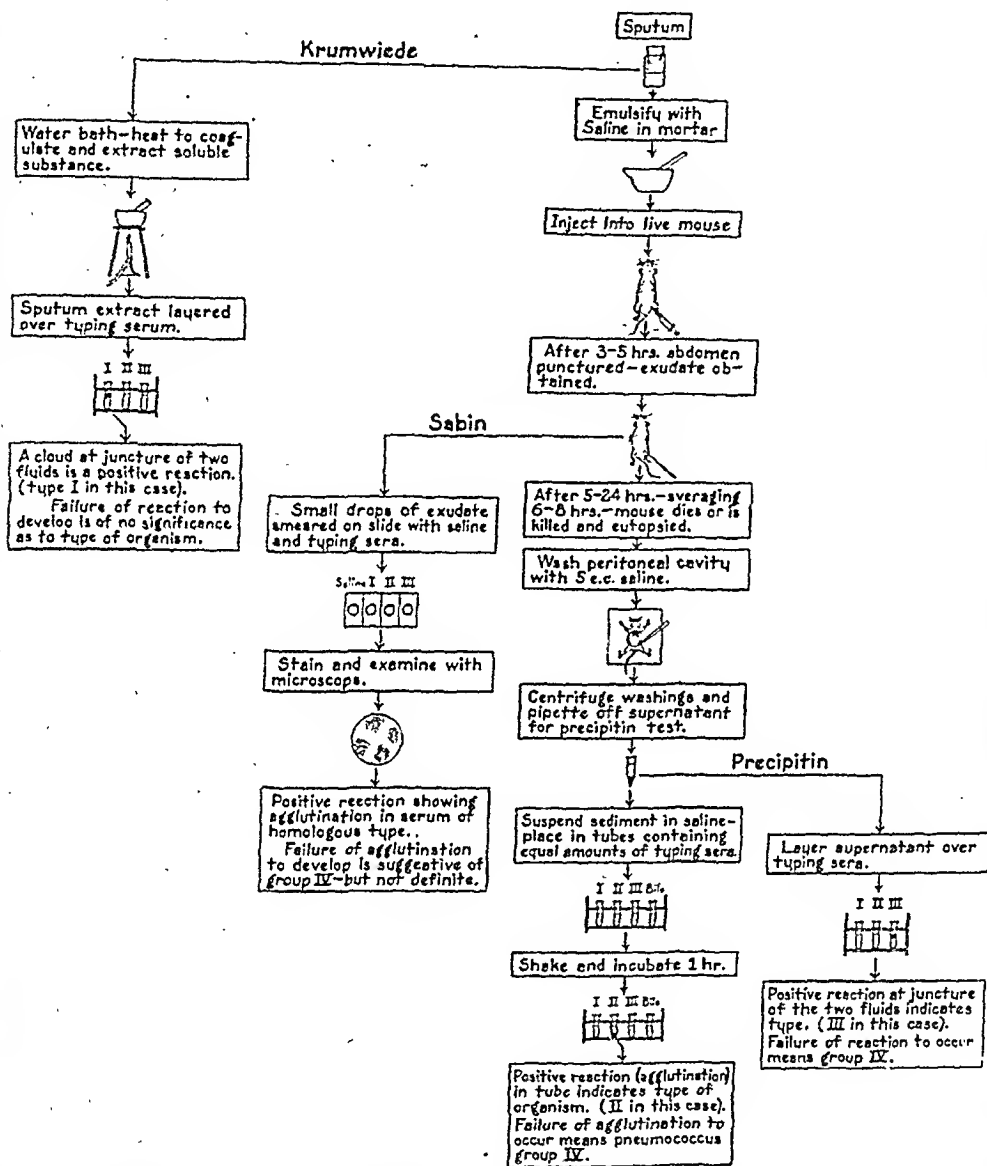 Sputum
Krumwiede
Emulsify with
Saline in mortar
Water bath-heat to coag-
ulate and extract soluble
substance.
Inject into live mouse
Sputum extract layered
over typing serum.
I II III
After 3-5 hrs. abdomen
punctured-exudate ob-
tained.
A cloud at juncture of two
fluids is a positive reaction.
(type I in this case).
Failure of reaction to
develop is of no significance
as to type of organism.
Sabin
Small drops of exudate
smeared on slide with saline
and typing sera.
Saline I II III
Stain and examine with
microscope.
Positive reection showing
agglutination in serum of
homologous type..
Failure of agglutination
to develop is suggestive of
group IV-but not definite.
After 5-24 hrs.-averaging
6-8 hrs.-mouse dies or is
killed and eutopsied.
Wash peritoneal cavity
with 5 c.c. saline.
Centrifuge washings and
pipette off supernatant
for precipitin test.
Precipitin
Suspend sediment in saline-
place in tubes containing
equal amounts of typing sera.
I II III Bile
Shake and incubate 1 hr.
I II III Bile
Positive reaction (agglutination)
in tube indicates type of
organism. (II in this case).
Failure of agglutination to
occur means pneumococcus
group IV.
Layer supernatant over
typing sera.
I II III
Positive reaction at juncture
of the two fluids indicates
type. (III in this case).
Failure of reaction to occur
means group IV.